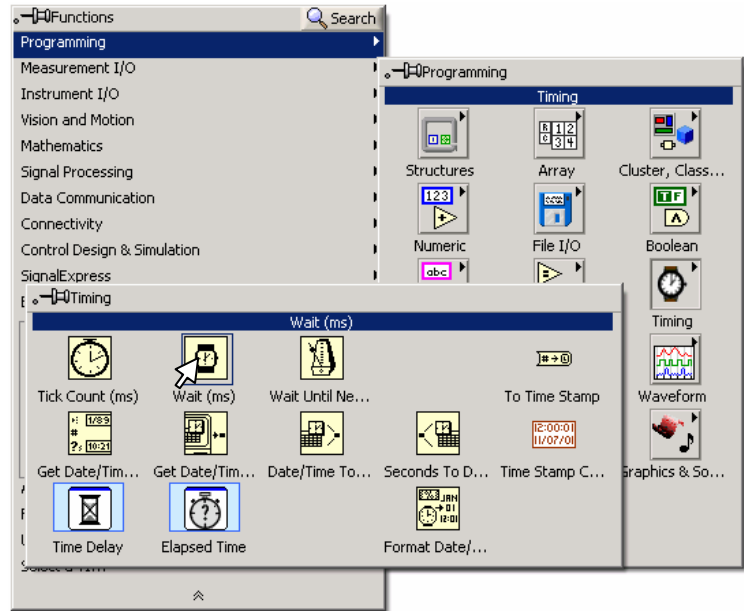 Functions
Search
Programming
Measurement I/O
Instrument I/O
Vision and Motion
Mathematics
Signal Processing
Data Communication
Connectivity
Control Design & Simulation
SignalExpress
Programming
Timing
Structures
Array
Cluster, Class...
Numeric
File I/O
Boolean
Timing
Waveform
Graphics & So...
Timing
Wait (ms)
Tick Count (ms)
Wait (ms)
Wait Until Ne...
To Time Stamp
Get Date/Tim...
Get Date/Tim...
Date/Time To...
Seconds To D...
Time Stamp C...
Time Delay
Elapsed Time
Format Date/...